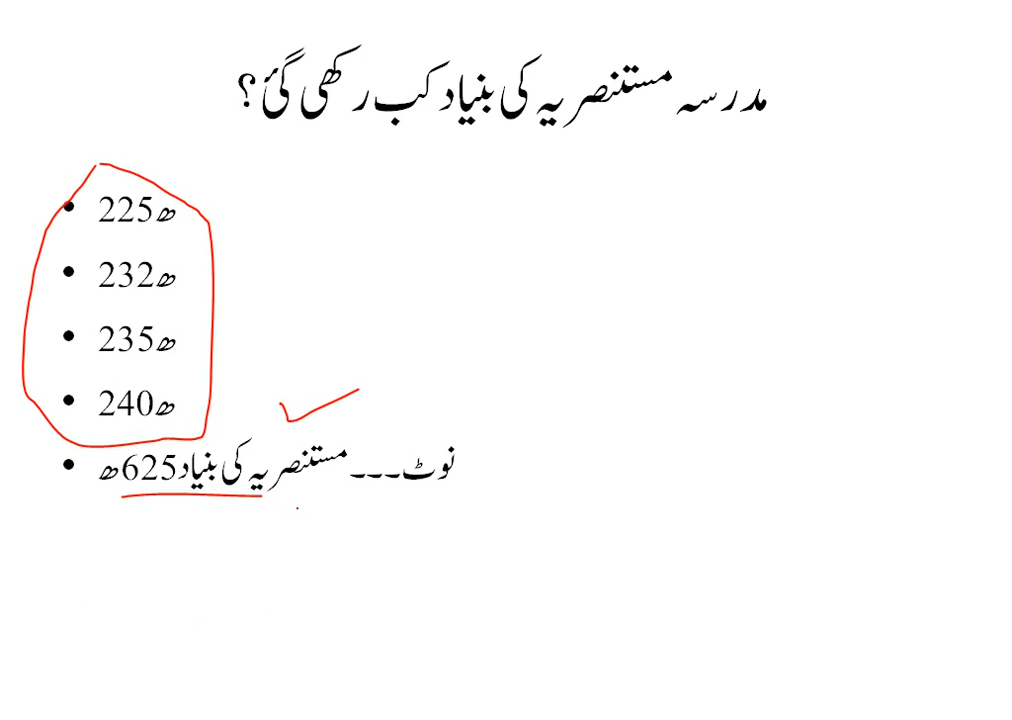 مدرسہ مستنصریہ کی بنیاد کب رکھی گئی؟
• 225ھ
• 232ھ
• 235ھ
• 240ھ
• نوٹ۔۔۔مستنصریہ کی بنیاد625ھ